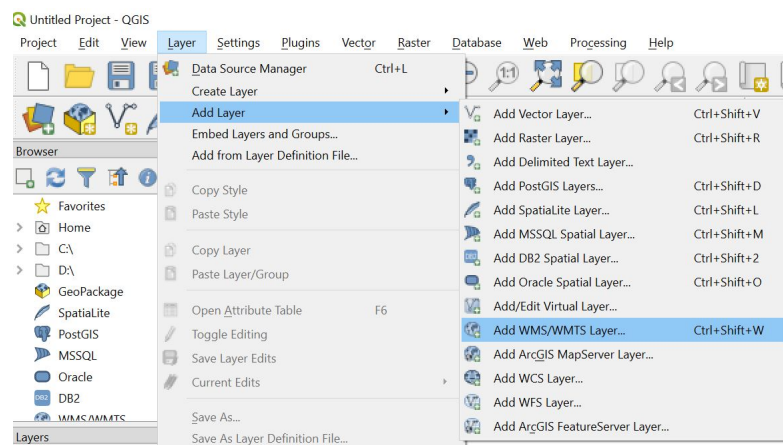 Untitled Project - QGIS
Project Edit View Layer Settings Plugins Vector Raster Database Web Processing Help
Data Source Manager Ctrl+L
Create Layer
Add Layer
Embed Layers and Groups...
Add from Layer Definition File...
Copy Style
Paste Style
Copy Layer
Paste Layer/Group
Open Attribute Table F6
Toggle Editing
Save Layer Edits
Current Edits
Save As...
Save As Layer Definition File...
1:1
Add Vector Layer... Ctrl+Shift+V
Add Raster Layer... Ctrl+Shift+R
Add Delimited Text Layer...
Add PostGIS Layers... Ctrl+Shift+D
Add SpatiaLite Layer... Ctrl+Shift+L
Add MSSQL Spatial Layer... Ctrl+Shift+M
DB2 Add DB2 Spatial Layer... Ctrl+Shift+2
Add Oracle Spatial Layer... Ctrl+Shift+O
Add/Edit Virtual Layer...
Add WMS/WMTS Layer... Ctrl+Shift+W
Add ArcGIS MapServer Layer...
Add WCS Layer...
Add WFS Layer...
Add ArcGIS FeatureServer Layer...
Browser
Favorites
Home
C:\
D:\
GeoPackage
SpatiaLite
PostGIS
MSSQL
Oracle
DB2 DB2
WMS/WMTS
Layers